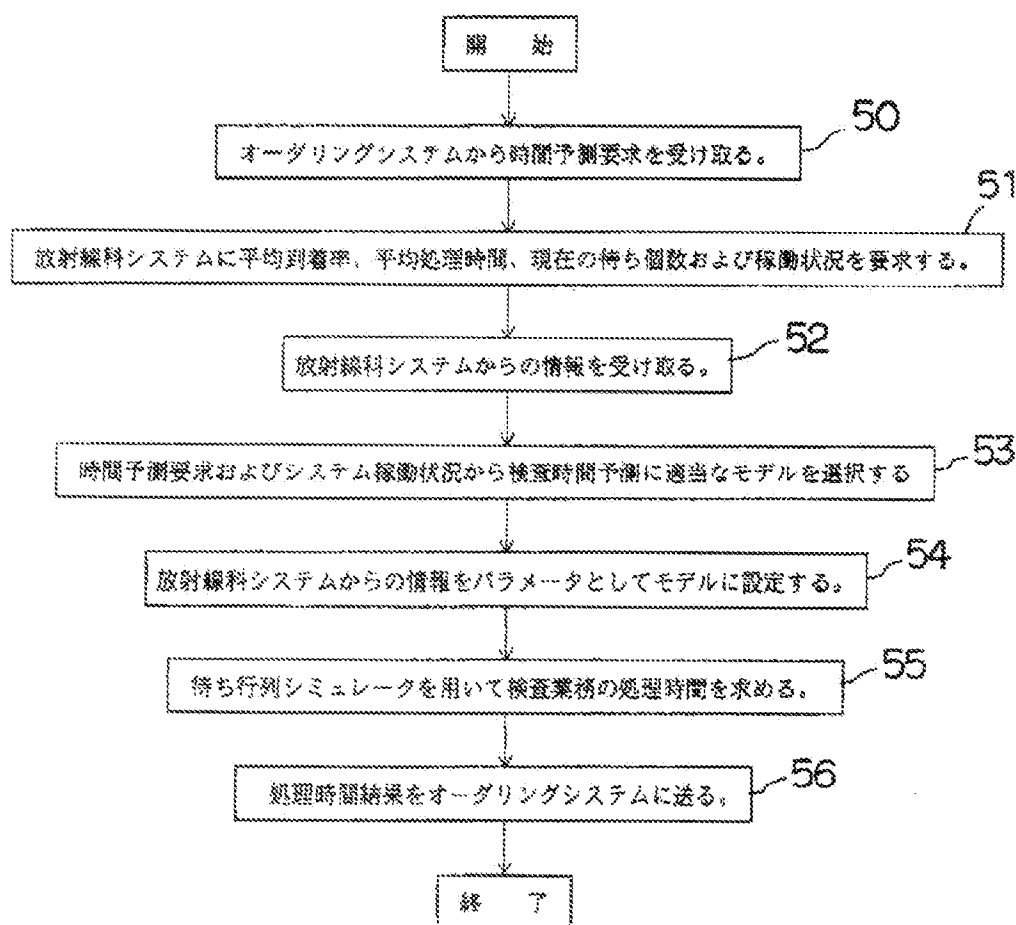 開 始
50
オーダリングシステムから時間予測要求を受け取る。
51
放射線科システムに平均到着率、平均処理時間、現在の待ち個数および稼働状況を要求する。
52
放射線科システムからの情報を受け取る。
53
時間予測要求およびシステム稼働状況から検査時間予測に適当なモデルを選択する
54
放射線科システムからの情報をパラメータとしてモデルに設定する。
55
待ち行列シミュレータを用いて検査業務の処理時間を求める。
56
処理時間結果をオーダリングシステムに送る。
終 了